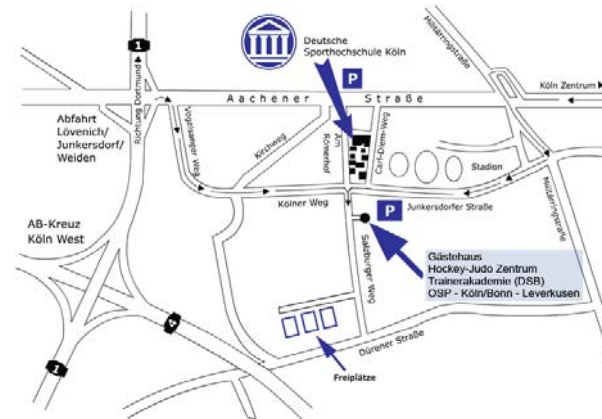 1
Deutsche
Sporthochschule Köln
Militärringstraße
P
Köln Zentrum
Aachener Straße
Abfahrt
Lövenich/
Junkersdorf/
Weiden
Richtung Dortmund
Vogelsanger Weg
Kirchweg
Am Römerhof
Carl-Diem-Weg
Stadion
Kölner Weg
P
Junkersdorfer Straße
Militärringstraße
AB-Kreuz
Köln West
Salzburger Weg
Gästehaus
Hockey-Judo Zentrum
Trainerakademie (DSB)
OSP - Köln/Bonn - Leverkusen
Dürener Straße
Freiplätze
1